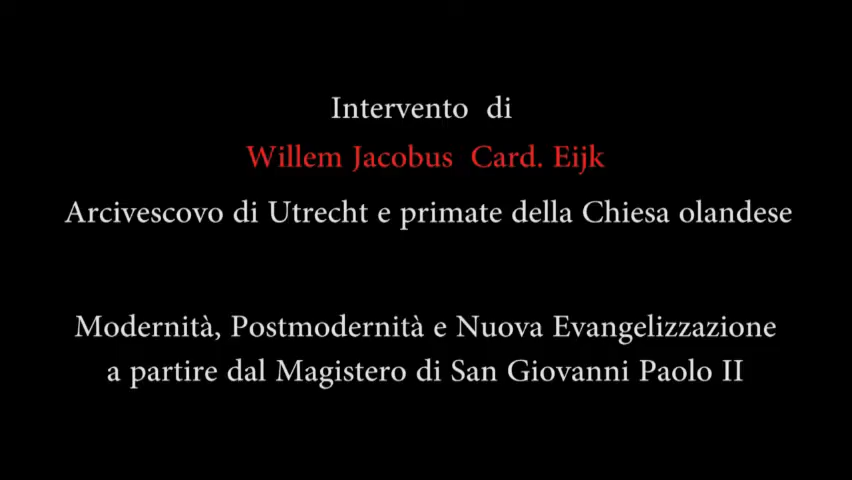 Intervento di
Willem Jacobus Card. Eijk
Arcivescovo di Utrecht e primate della Chiesa olandese
Modernità, Postmodernità e Nuova Evangelizzazione
a partire dal Magistero di San Giovanni Paolo II